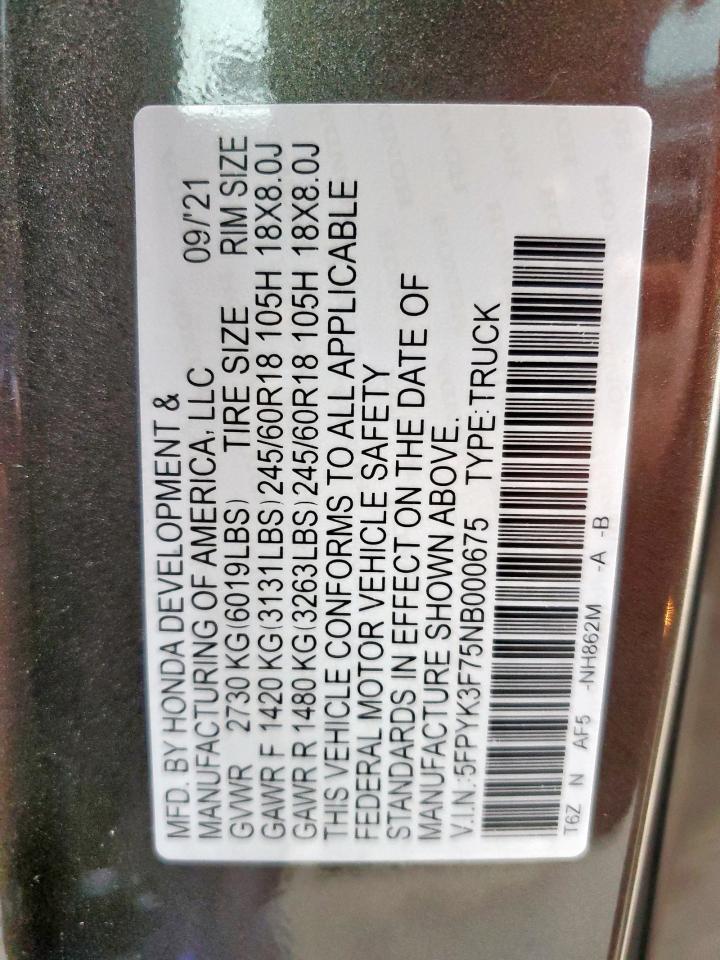 MFD. BY HONDA DEVELOPMENT &
MANUFACTURING OF AMERICA, LLC 09/'21
GVWR 2730 KG(6019LBS) TIRE SIZE RIM SIZE
GAWR F 1420 KG(3131LBS) 245/60R18 105H 18X8.0J
GAWR R 1480 KG(3263LBS) 245/60R18 105H 18X8.0J
THIS VEHICLE CONFORMS TO ALL APPLICABLE
FEDERAL MOTOR VEHICLE SAFETY
STANDARDS IN EFFECT ON THE DATE OF
MANUFACTURE SHOWN ABOVE.
V.I.N.:5FPYK3F75NB000675 TYPE:TRUCK
T6Z N AF5 -NH862M -A -B